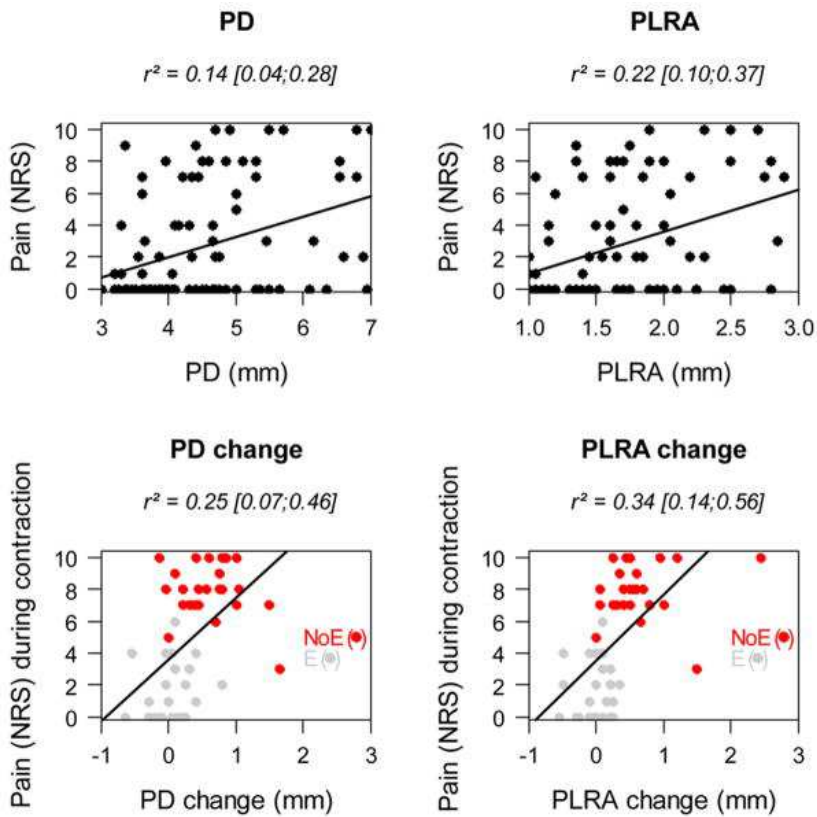 PD
r² = 0.14 [0.04;0.28]
Pain (NRS)
10
8
6
4
2
0
3
4
5
6
7
PD (mm)
PLRA
r² = 0.22 [0.10;0.37]
Pain (NRS)
10
8
6
4
2
0
1.0
1.5
2.0
2.5
3.0
PLRA (mm)
PD change
r² = 0.25 [0.07;0.46]
Pain (NRS) during contraction
10
8
6
4
2
0
NoE (•)
E (•)
-1
0
1
2
3
PD change (mm)
PLRA change
r² = 0.34 [0.14;0.56]
Pain (NRS) during contraction
10
8
6
4
2
0
NoE (•)
E (•)
-1
0
1
2
3
PLRA change (mm)